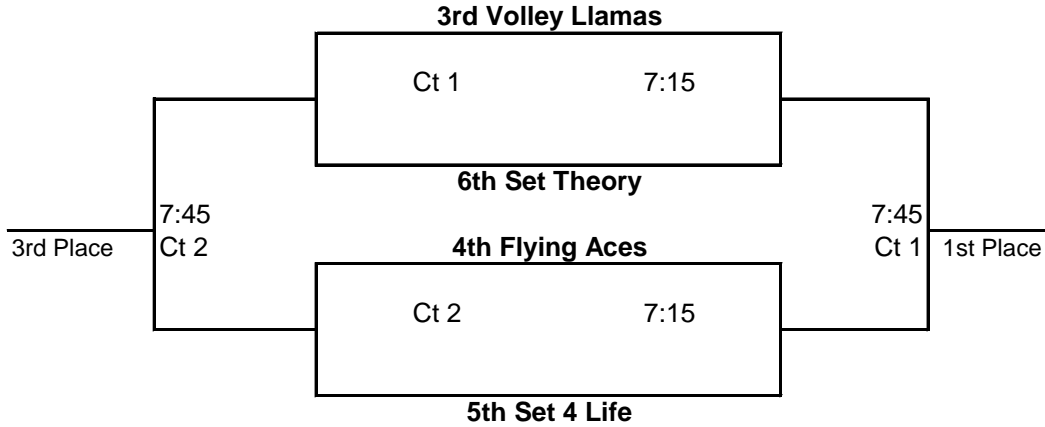 3rd Volley Llamas
Ct 1 7:15
6th Set Theory
7:45
Ct 2
3rd Place
7:45
Ct 1
1st Place
4th Flying Aces
Ct 2 7:15
5th Set 4 Life